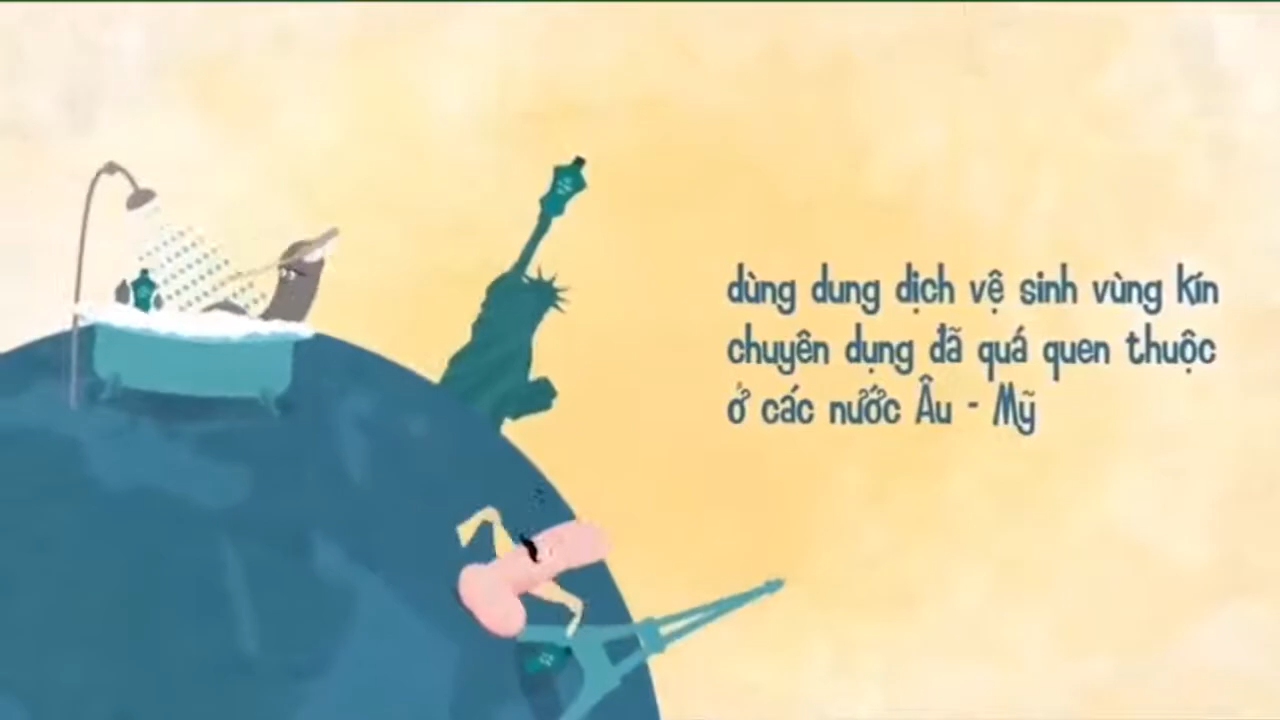 dùng dung dịch vệ sinh vùng kín
chuyên dụng đã quá quen thuộc
ở các nước Âu - Mỹ